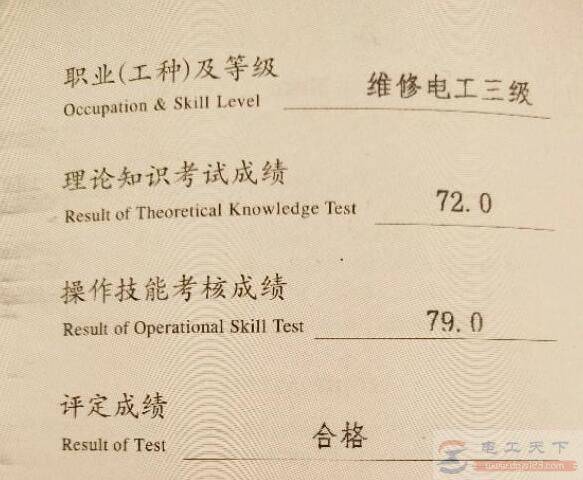 职业(工种)及等级
维修电工三级
Occupation & Skill Level
理论知识考试成绩
72.0
Result of Theoretical Knowledge Test
操作技能考核成绩
79.0
Result of Operational Skill Test
评定成绩
合格
Result of Test
电工天下
www.dgjs123.com